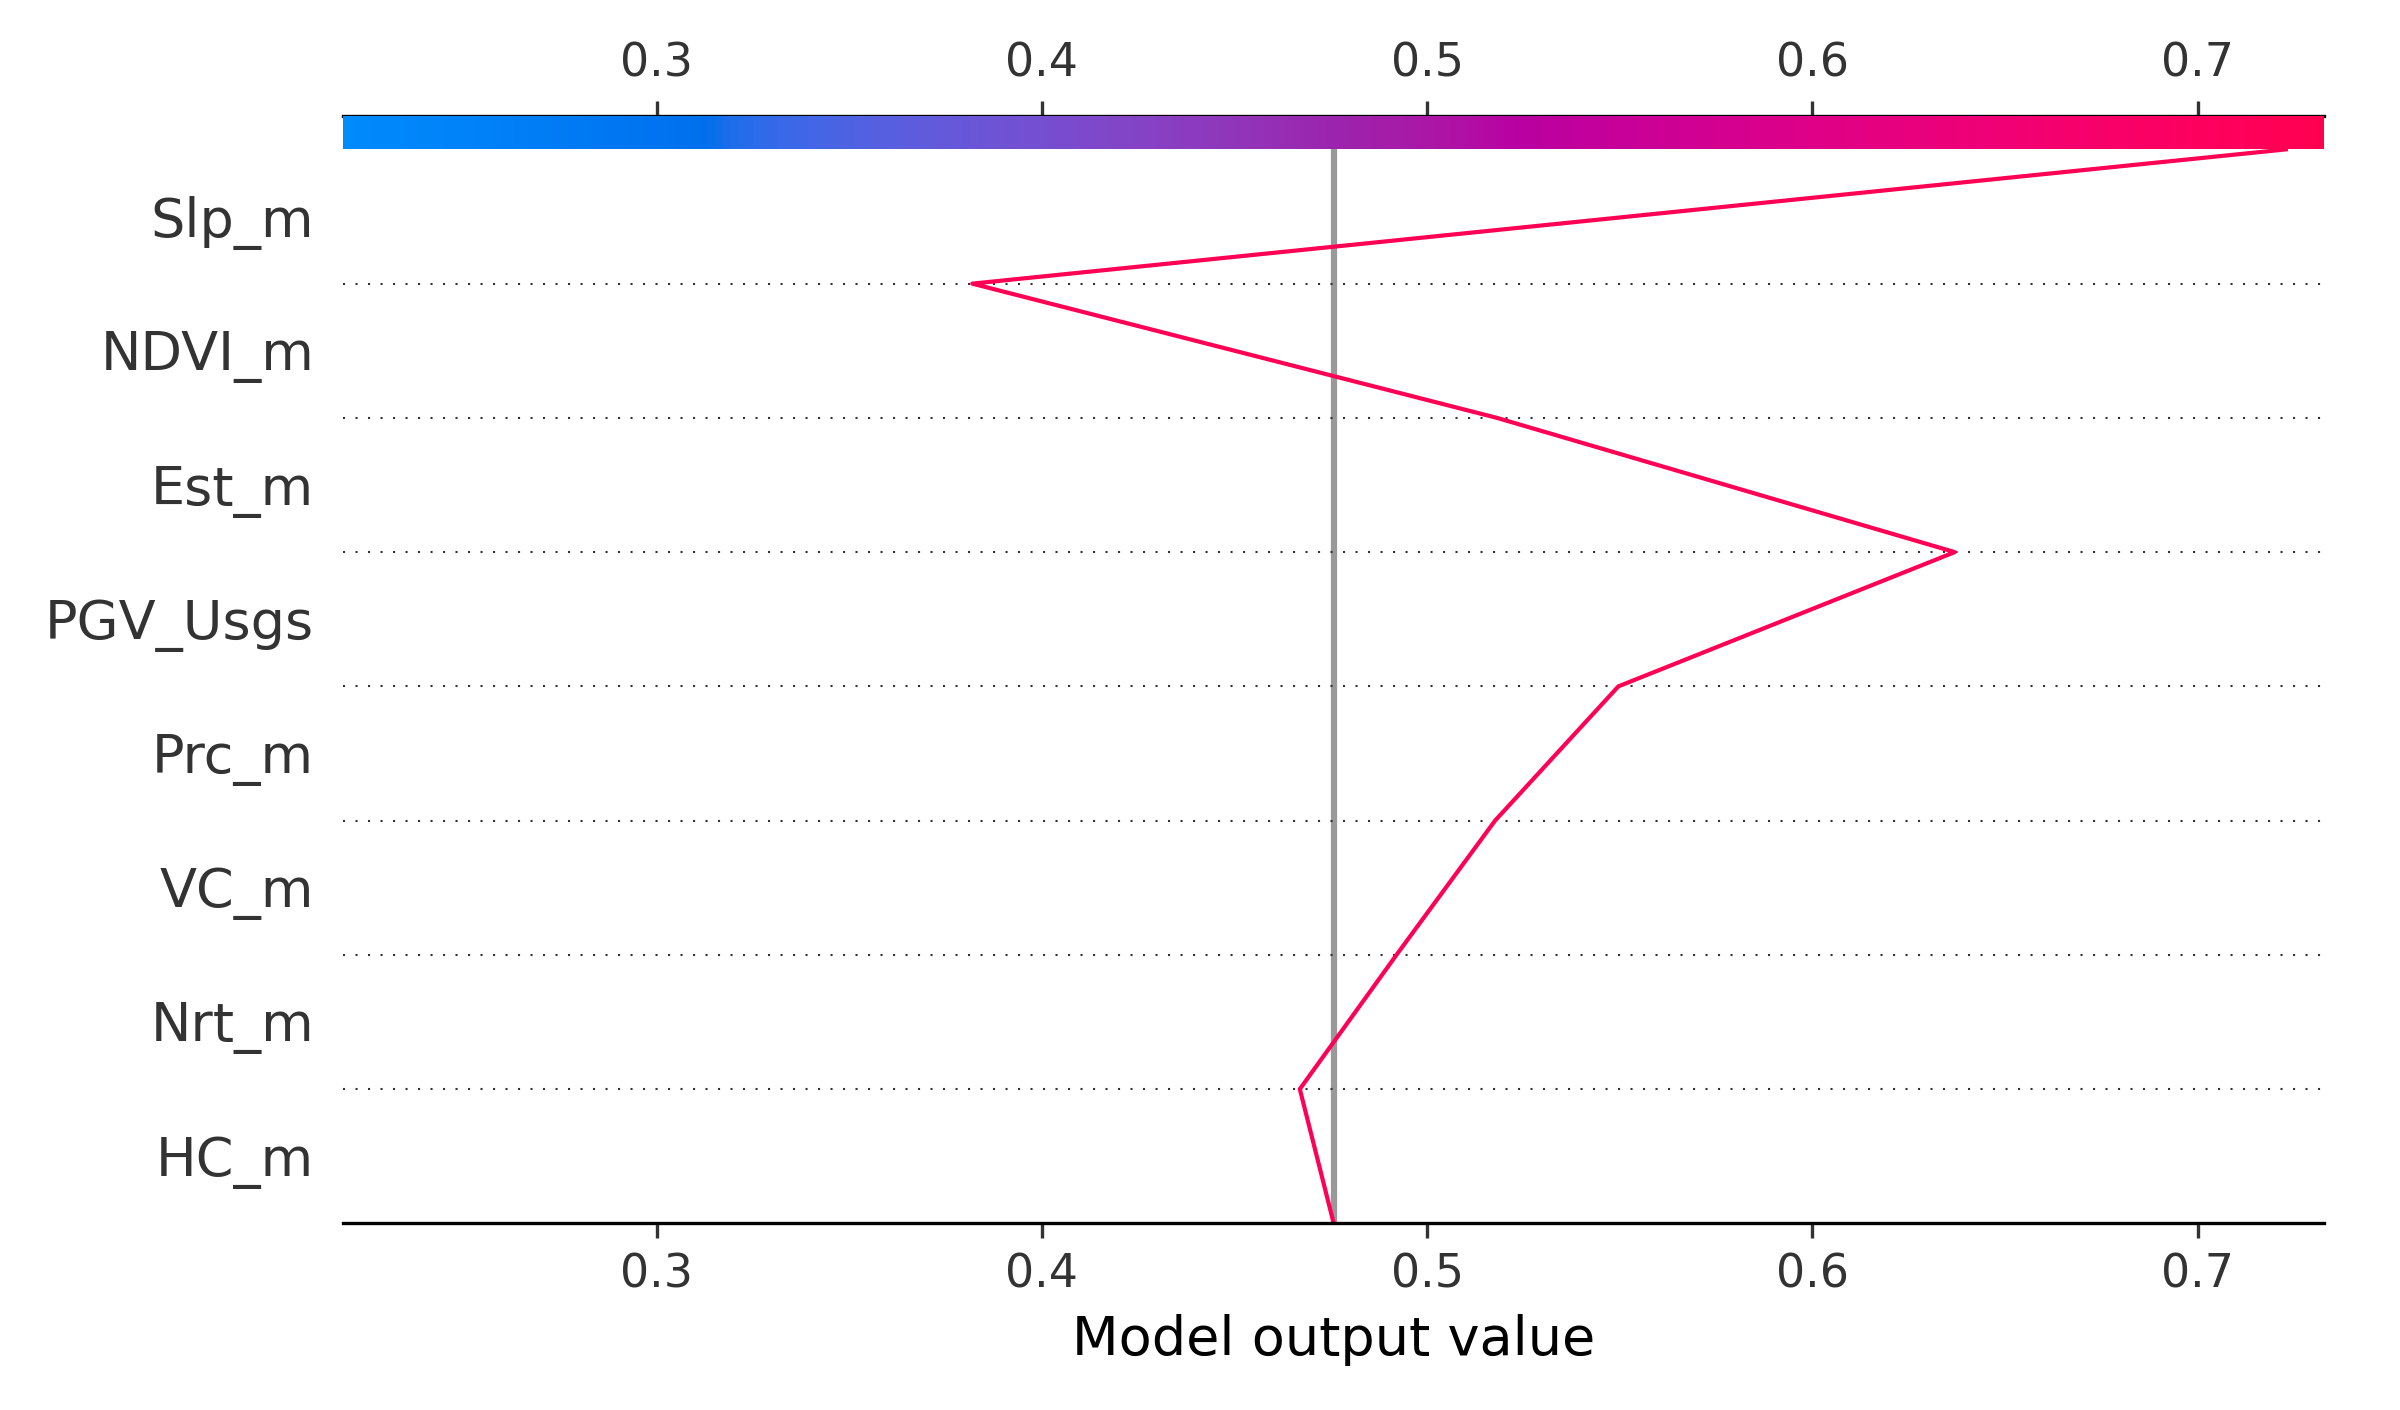 0.3 0.4 0.5 0.6 0.7
Slp_m
NDVI_m
Est_m
PGV_Usgs
Prc_m
VC_m
Nrt_m
HC_m
0.3 0.4 0.5 0.6 0.7
Model output value